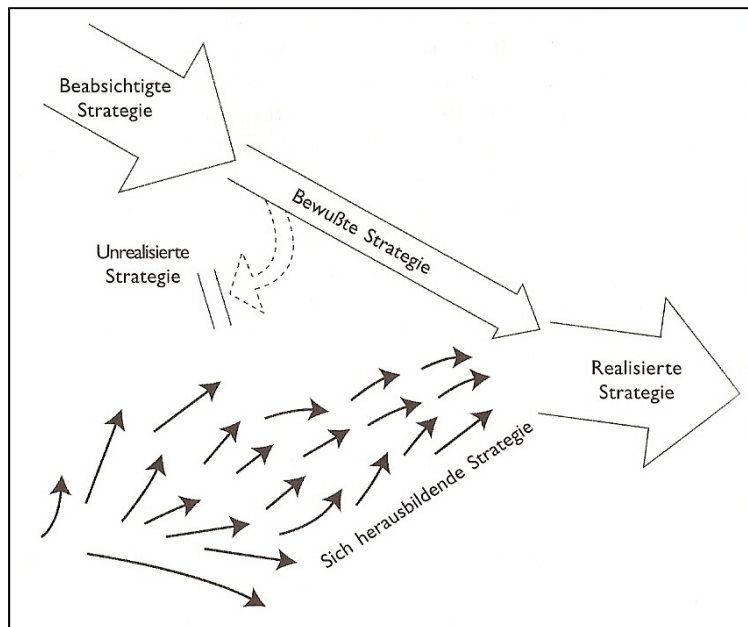 Beabsichtigte
Strategie
Bewußte Strategie
Unrealisierte
Strategie
Realisierte
Strategie
Sich herausbildende Strategie